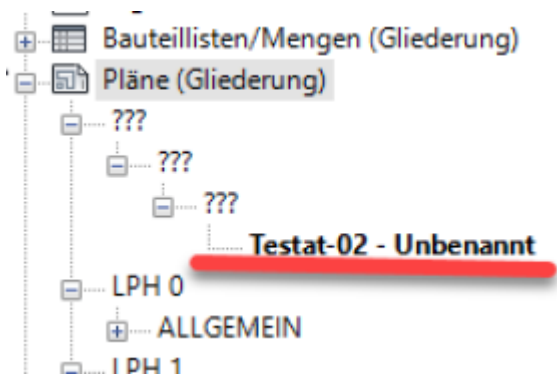 Bauteillisten/Mengen (Gliederung)
Pläne (Gliederung)
???
???
???
Testat-02 - Unbenannt
LPH 0
ALLGEMEIN
LPH 1